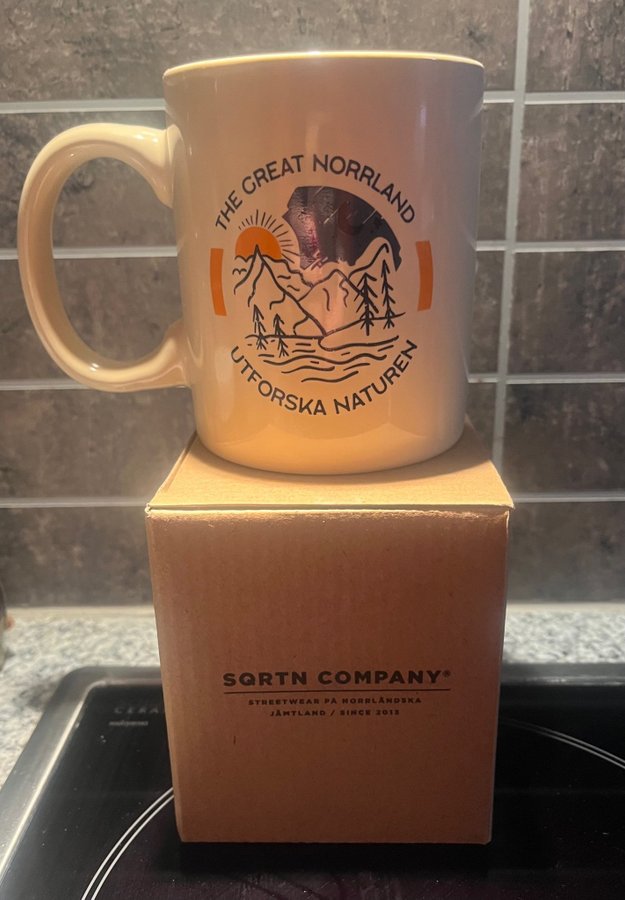 THE GREAT NORRLAND
UTFORSKA NATUREN
SQRTN COMPANY®
STREETWEAR PÅ NORRLÄNDSKA
JÄMTLAND / SINCE 2013